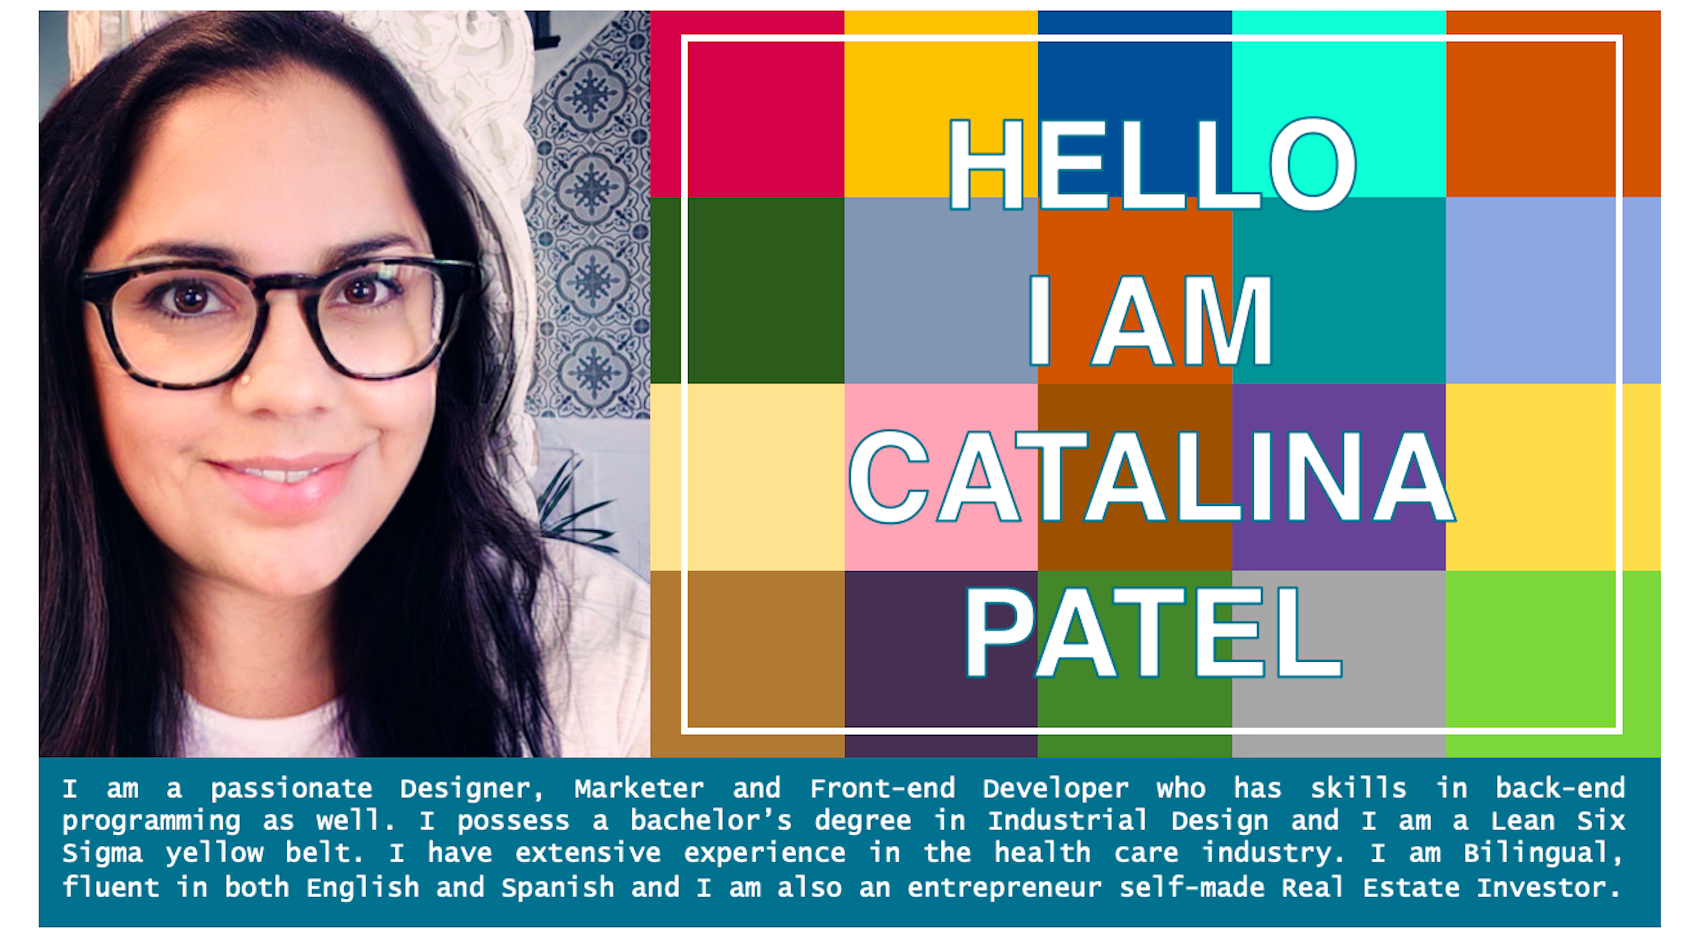 HELLO
I AM
CATALINA
PATEL
I am a passionate Designer, Marketer and Front-end Developer who has skills in back-end
programming as well. I possess a bachelor’s degree in Industrial Design and I am a Lean Six
Sigma yellow belt. I have extensive experience in the health care industry. I am Bilingual,
fluent in both English and Spanish and I am also an entrepreneur self-made Real Estate Investor.